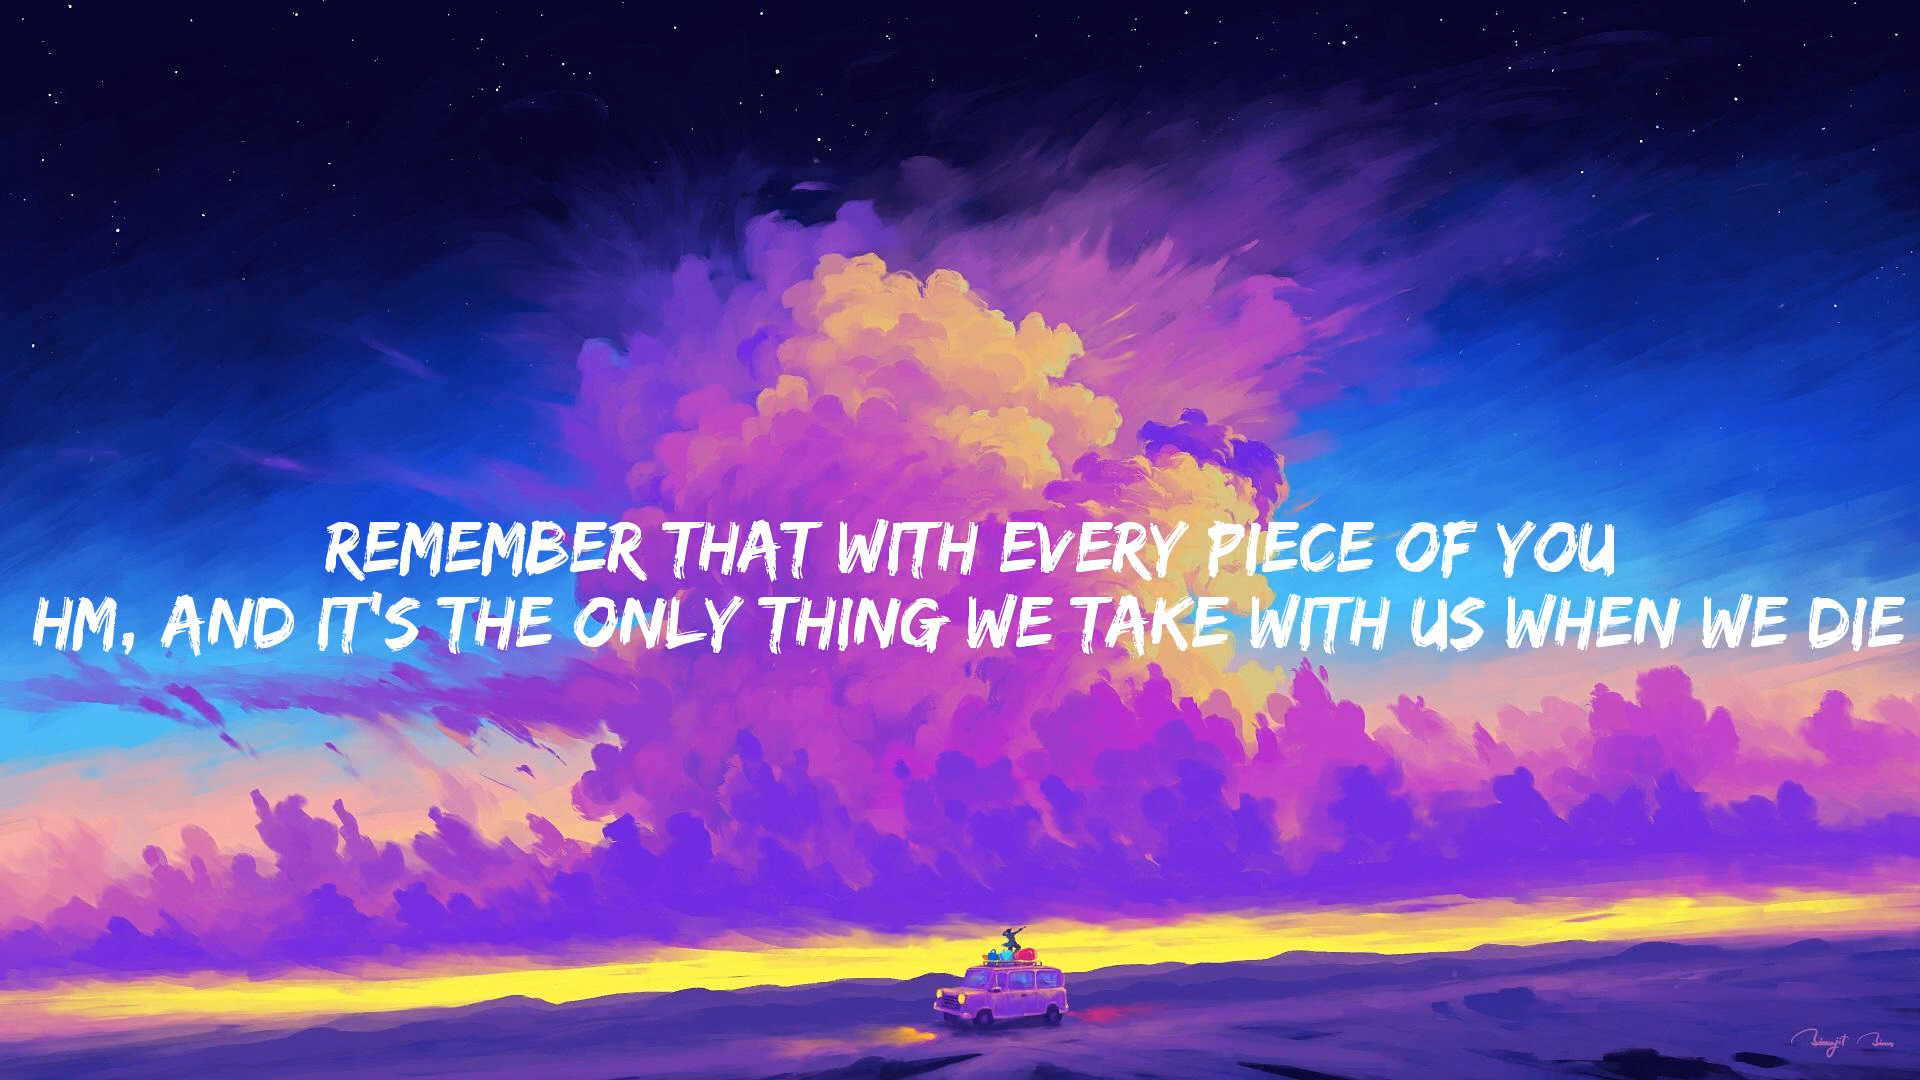 REMEMBER THAT WITH EVERY PIECE OF YOU
HM, AND IT'S THE ONLY THING WE TAKE WITH US WHEN WE DIE